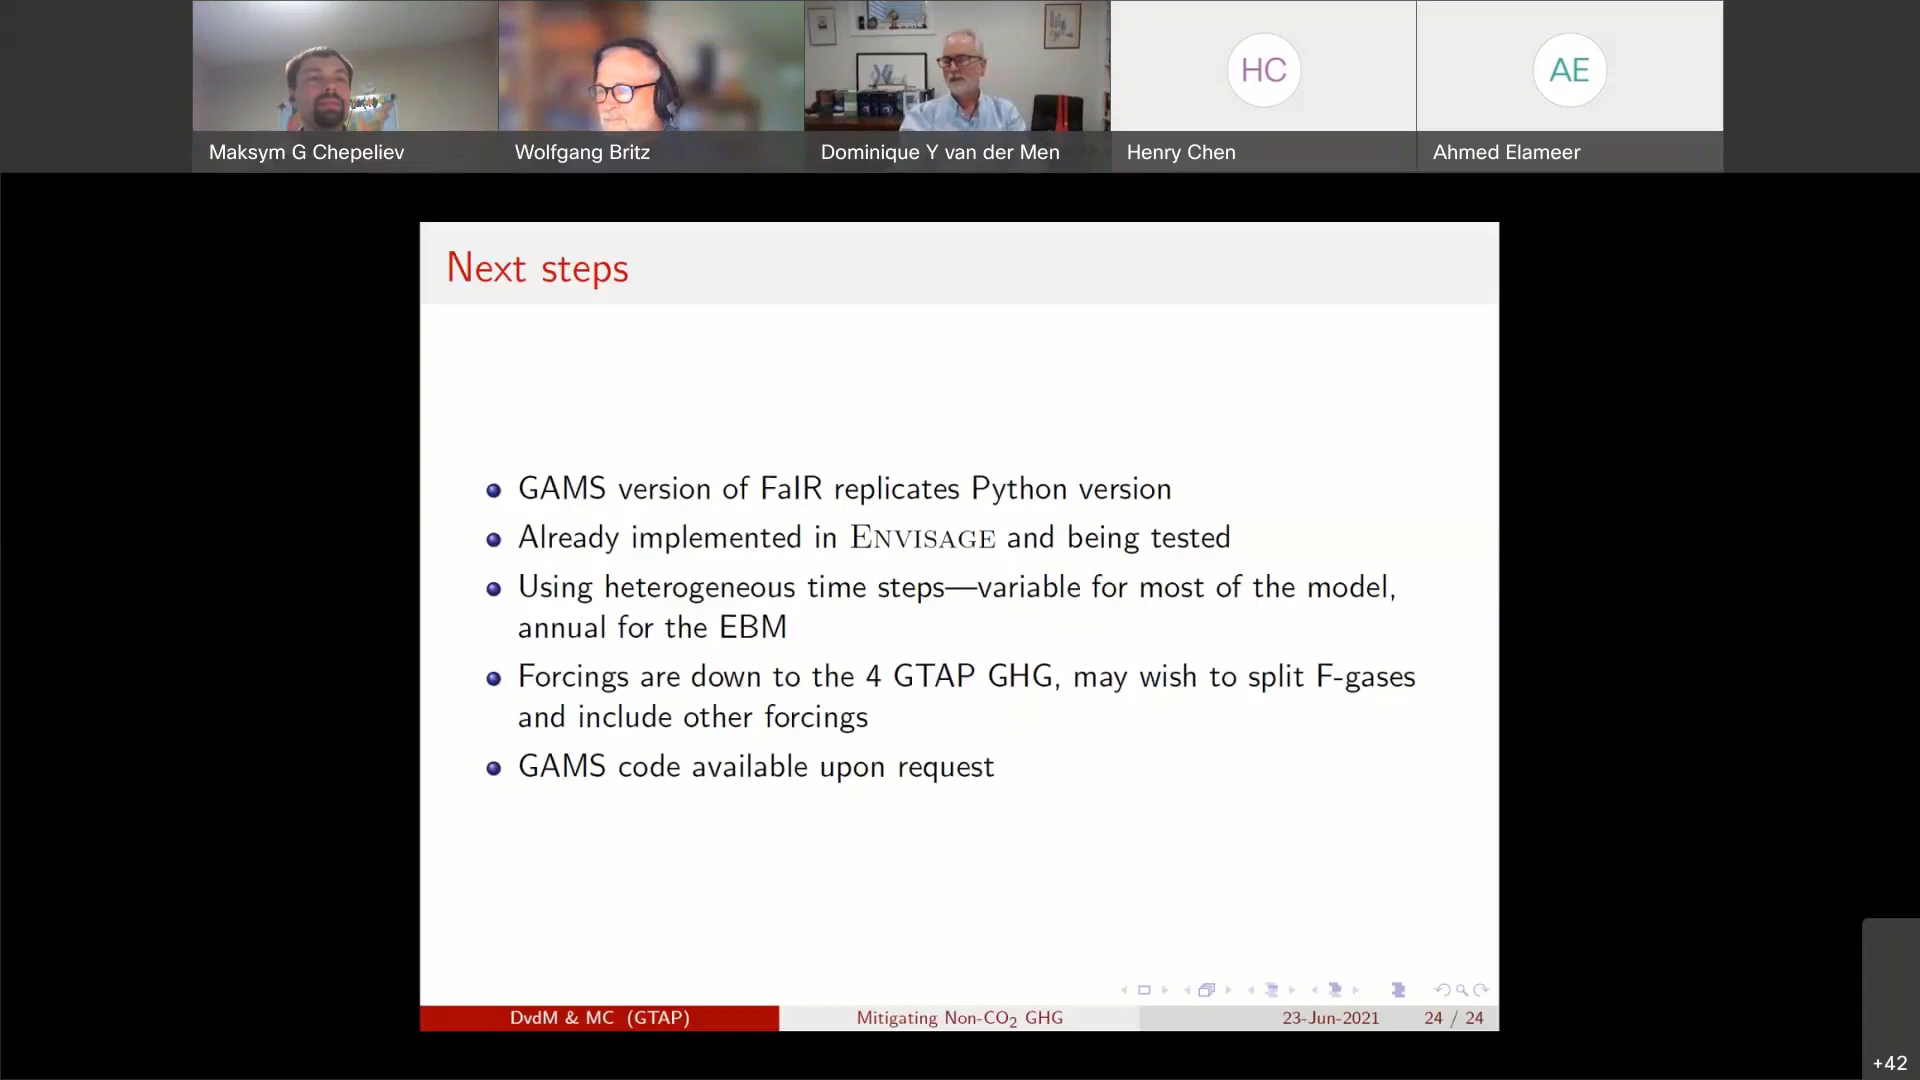 HC
AE
Maksym G Chepeliev
Wolfgang Britz
Dominique Y van der Men
Henry Chen
Ahmed Elameer
Next steps
GAMS version of FaIR replicates Python version
Already implemented in ENVISAGE and being tested
Using heterogeneous time steps—variable for most of the model,
annual for the EBM
Forcings are down to the 4 GTAP GHG, may wish to split F-gases
and include other forcings
GAMS code available upon request
DvdM & MC (GTAP)
Mitigating Non-CO₂ GHG
23-Jun-2021
24 / 24
+42